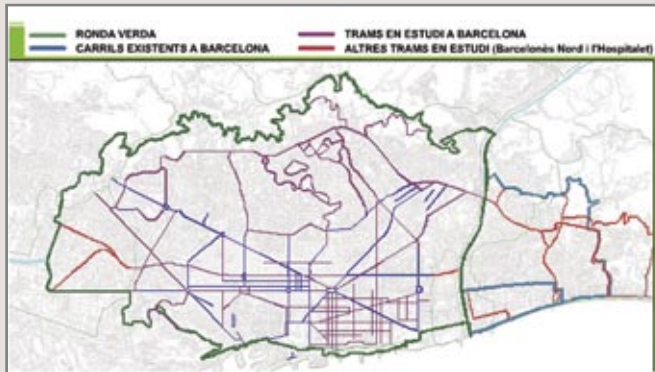 RONDA VERDA
CARRILS EXISTENTS A BARCELONA
TRAMS EN ESTUDI A BARCELONA
ALTRES TRAMS EN ESTUDI (Barcelonès Nord i l'Hospitalet)